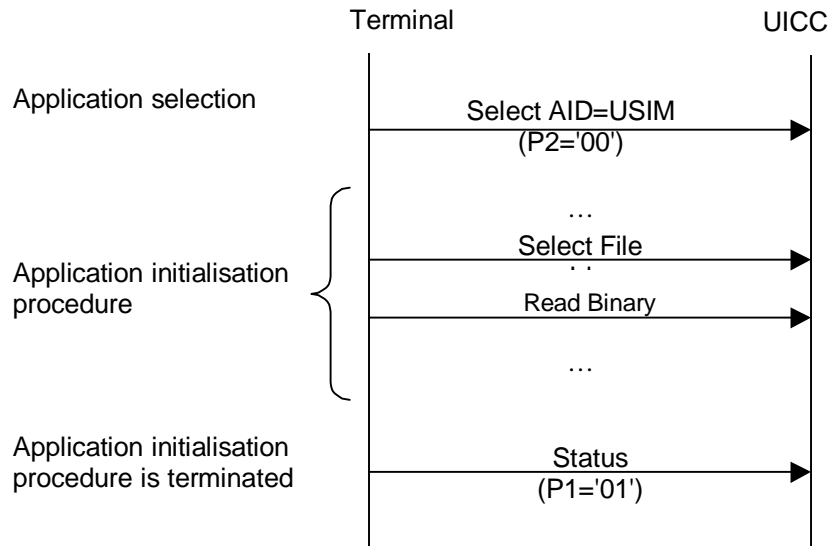 Terminal
UICC
Application selection
Select AID=USIM
(P2='00')
...
Select File
Application initialisation
procedure
Read Binary
...
Application initialisation
procedure is terminated
Status
(P1='01')